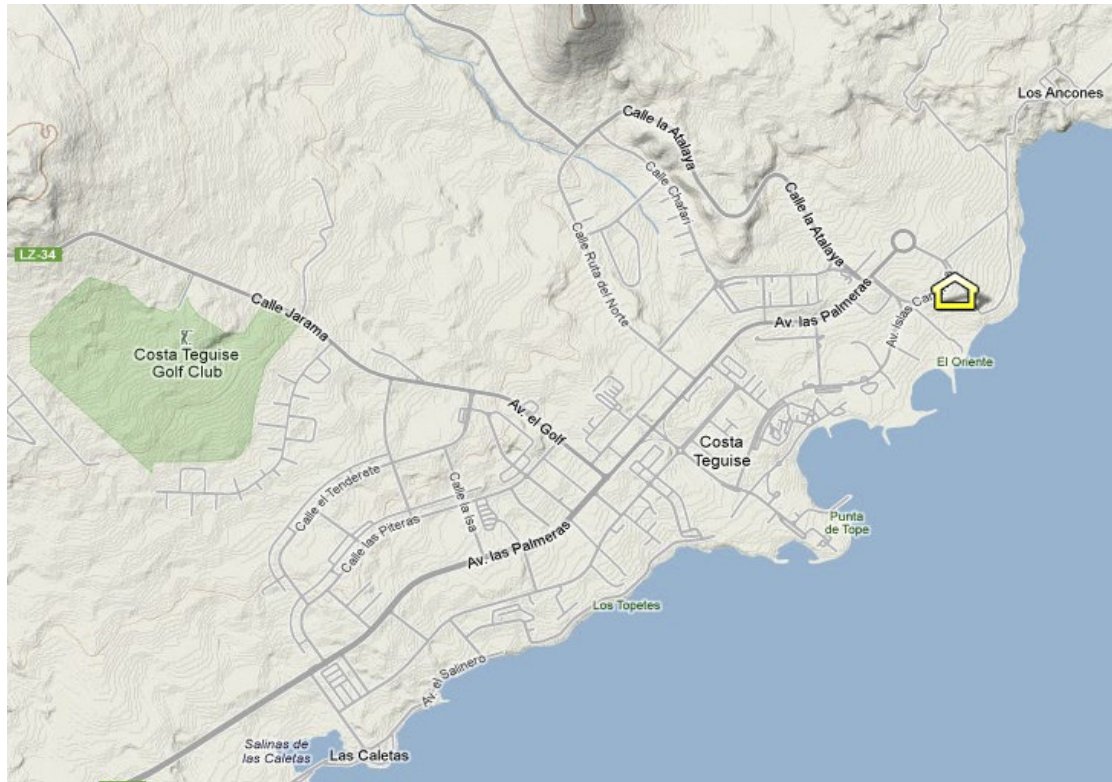 Los Ancones
Calle la Atalaya
Calle Chafari
Calle la Atalaya
LZ-34
Calle Ruta del Norte
Calle Jarama
Av. Islas Can
Av. las Palmeras
Costa Teguise
Golf Club
El Oriente
Av. el Golf
Costa
Teguise
Calle el Tenderete
Calle la Isa
Calle las Piteras
Punta
de Tope
Av. las Palmeras
Los Topetes
Av. el Salinero
Salinas de
las Caletas
Las Caletas